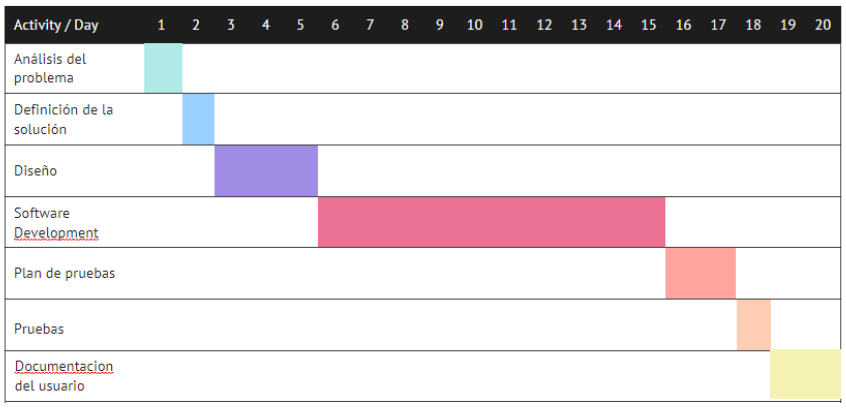 Activity / Day 1 2 3 4 5 6 7 8 9 10 11 12 13 14 15 16 17 18 19 20
Análisis del
problema
Definición de la
solución
Diseño
Software
Development
Plan de pruebas
Pruebas
Documentacion
del usuario